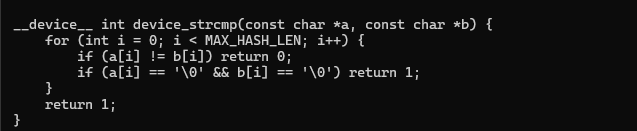 __device__ int device_strcmp(const char *a, const char *b) {
    for (int i = 0; i < MAX_HASH_LEN; i++) {
        if (a[i] != b[i]) return 0;
        if (a[i] == '\0' && b[i] == '\0') return 1;
    }
    return 1;
}